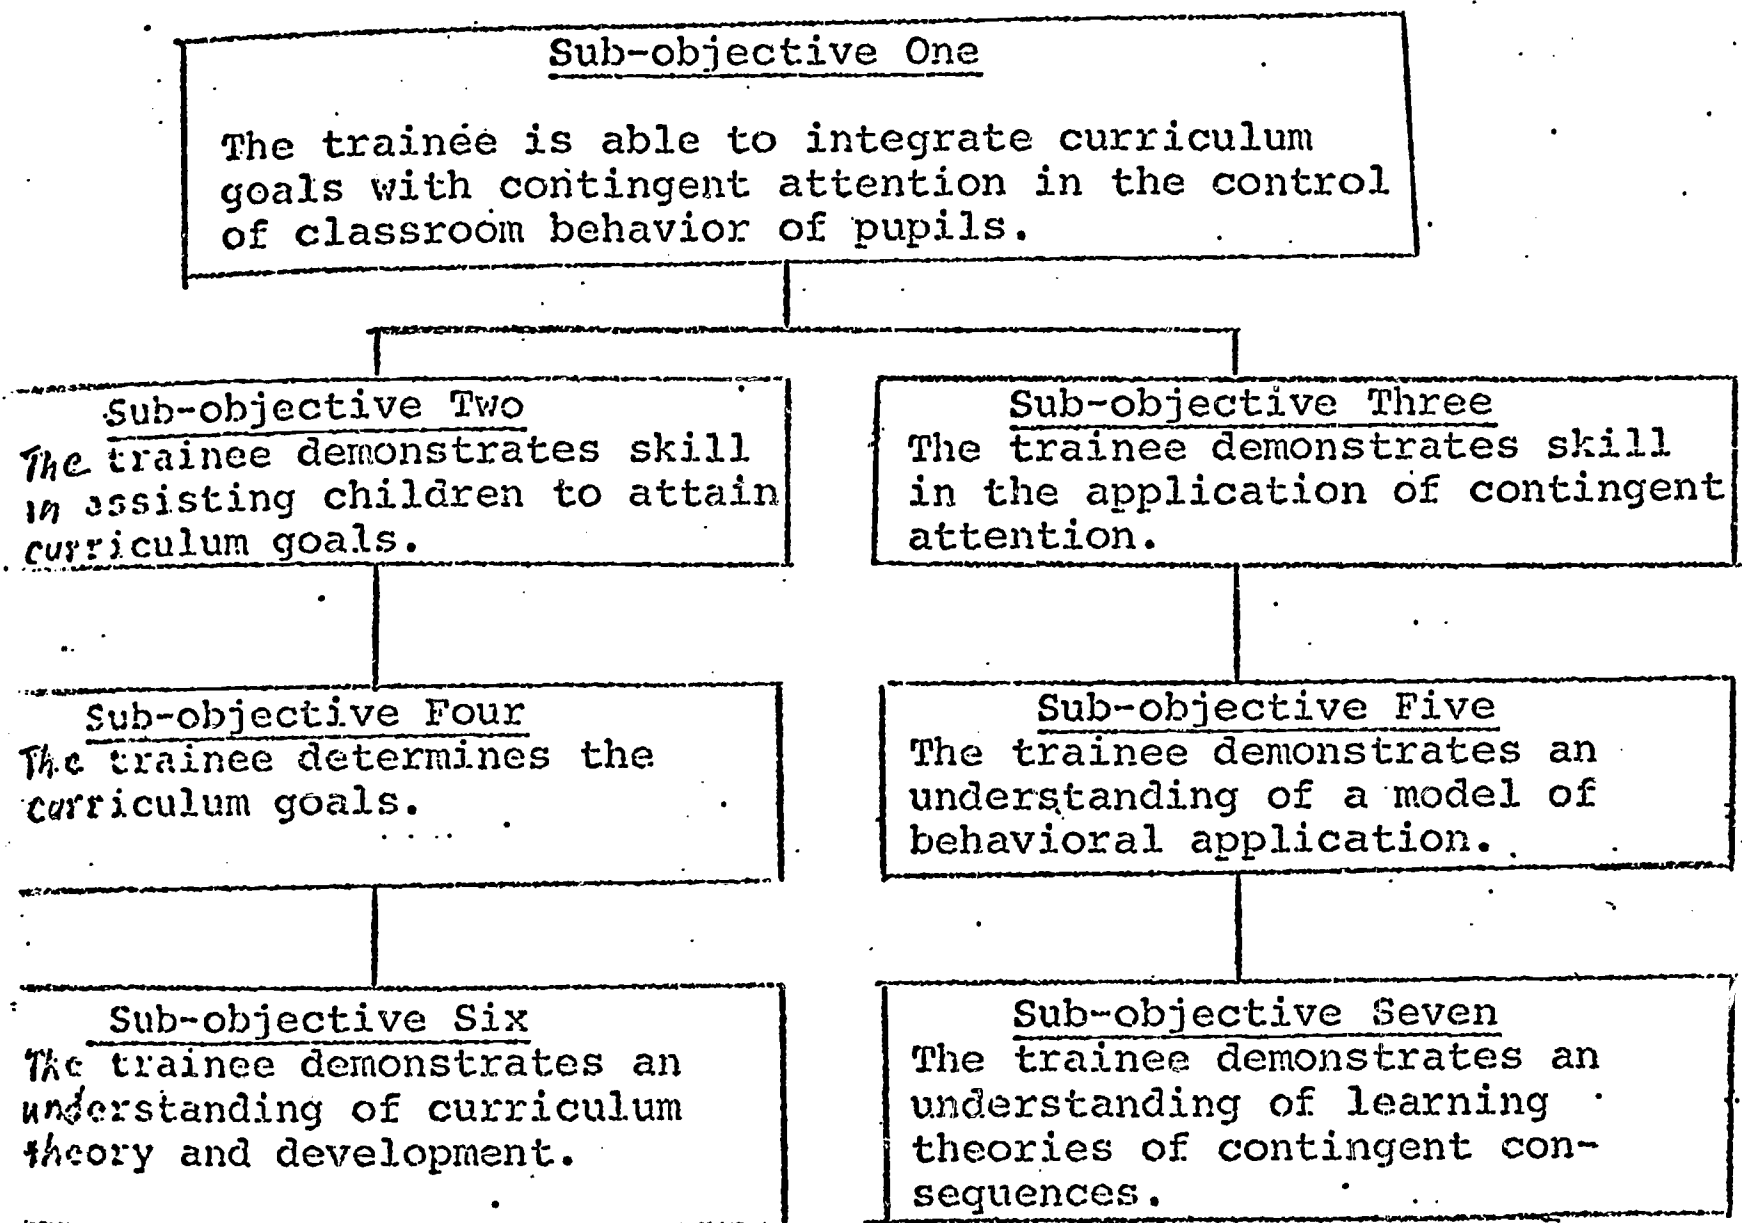 Sub-objective One
The trainee is able to integrate curriculum
goals with contingent attention in the control
of classroom behavior of pupils.
Sub-objective Two
The trainee demonstrates skill
in assisting children to attain
curriculum goals.
Sub-objective Three
The trainee demonstrates skill
in the application of contingent
attention.
Sub-objective Four
The trainee determines the
curriculum goals.
Sub-objective Five
The trainee demonstrates an
understanding of a model of
behavioral application.
Sub-objective Six
The trainee demonstrates an
understanding of curriculum
theory and development.
Sub-objective Seven
The trainee demonstrates an
understanding of learning
theories of contingent con-
sequences.